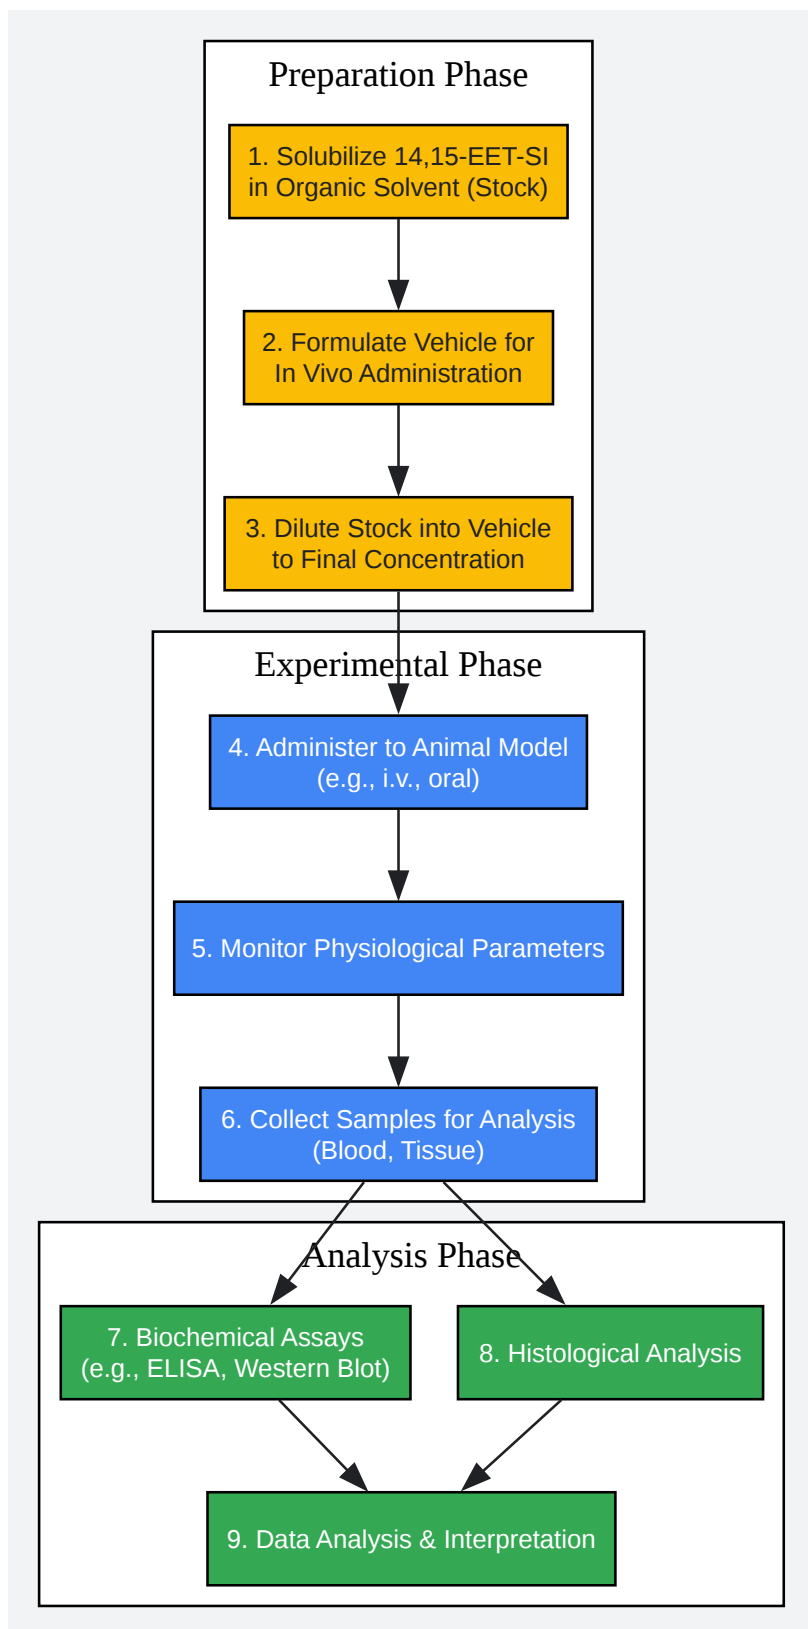 Preparation Phase
1. Solubilize 14,15-EET-SI
in Organic Solvent (Stock)
2. Formulate Vehicle for
In Vivo Administration
3. Dilute Stock into Vehicle
to Final Concentration
Experimental Phase
4. Administer to Animal Model
(e.g., i.v., oral)
5. Monitor Physiological Parameters
6. Collect Samples for Analysis
(Blood, Tissue)
Analysis Phase
7. Biochemical Assays
(e.g., ELISA, Western Blot)
8. Histological Analysis
9. Data Analysis & Interpretation